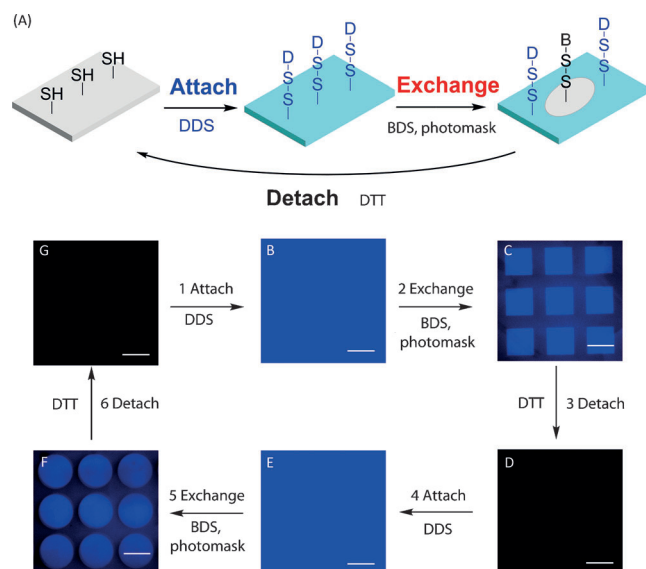 (A)
SH
SH
SH
Attach
DDS
D
S
S
D
S
S
D
S
S
Exchange
BDS, photomask
D
S
S
B
S
S
D
S
S
Detach DTT
G
1 Attach
DDS
B
2 Exchange
BDS,
photomask
C
DTT
6 Detach
DTT
3 Detach
F
5 Exchange
BDS,
photomask
E
4 Attach
DDS
D